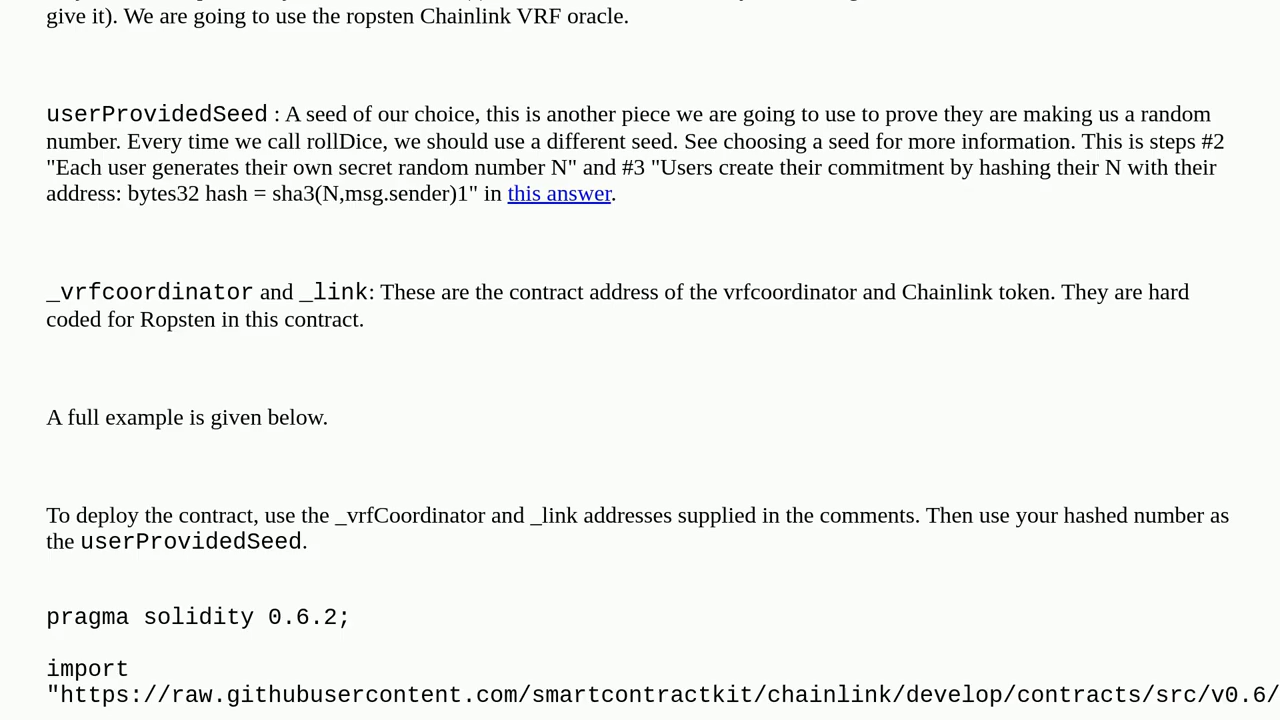 give it). We are going to use the ropsten Chainlink VRF oracle.
userProvidedSeed : A seed of our choice, this is another piece we are going to use to prove they are making us a random
number. Every time we call rollDice, we should use a different seed. See choosing a seed for more information. This is steps #2
"Each user generates their own secret random number N" and #3 "Users create their commitment by hashing their N with their
address: bytes32 hash = sha3(N,msg.sender)1" in this answer.
_vrfcoordinator and _link: These are the contract address of the vrfcoordinator and Chainlink token. They are hard
coded for Ropsten in this contract.
A full example is given below.
To deploy the contract, use the _vrfCoordinator and _link addresses supplied in the comments. Then use your hashed number as
the userProvidedSeed.
pragma solidity 0.6.2;
import
"https://raw.githubusercontent.com/smartcontractkit/chainlink/develop/contracts/src/v0.6/